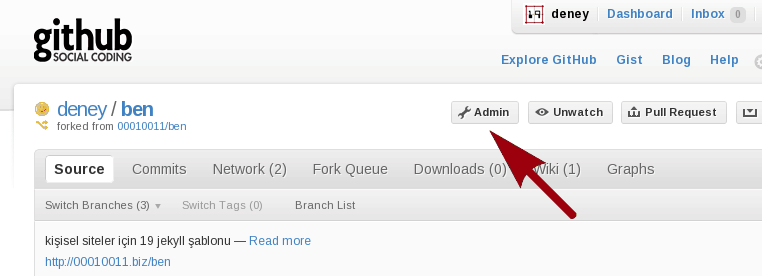 github
SOCIAL CODING
deney Dashboard Inbox 0
Explore GitHub Gist Blog Help
deney / ben
forked from 00010011/ben
Admin Unwatch Pull Request
Source Commits Network (2) Fork Queue Downloads (0) Wiki (1) Graphs
Switch Branches (3) Switch Tags (0) Branch List
kişisel siteler için 19 jekyll şablonu — Read more
http://00010011.biz/ben